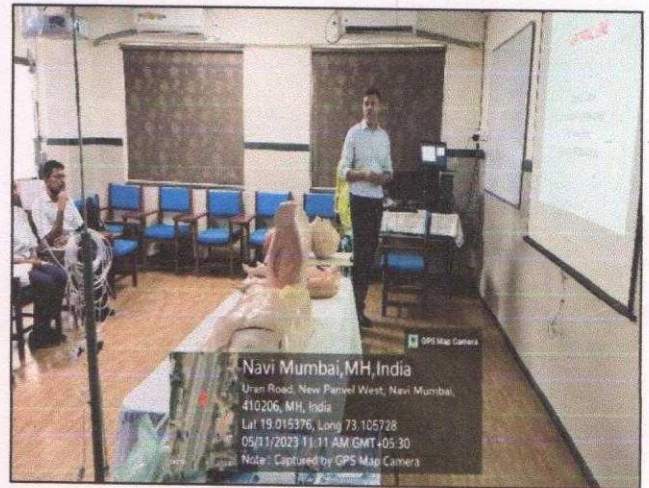 GPS Map Camera
Navi Mumbai,MH,India
Uran Road, New Panvel West, Navi Mumbai,
410206, MH, India
Lat 19.015376, Long 73.105728
05/11/2023 11:11 AM GMT+05:30
Note : Captured by GPS Map Camera